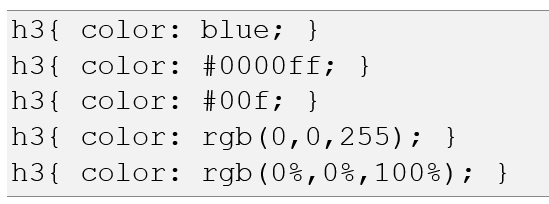 h3{ color: blue; }
h3{ color: #0000ff; }
h3{ color: #00f; }
h3{ color: rgb(0,0,255); }
h3{ color: rgb(0%,0%,100%); }